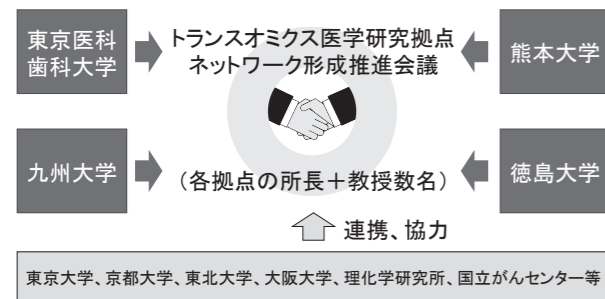 東京医科
歯科大学
トランスオミクス医学研究拠点
ネットワーク形成推進会議
熊本大学
九州大学
(各拠点の所長＋教授数名)
徳島大学
連携、協力
東京大学、京都大学、東北大学、大阪大学、理化学研究所、国立がんセンター等